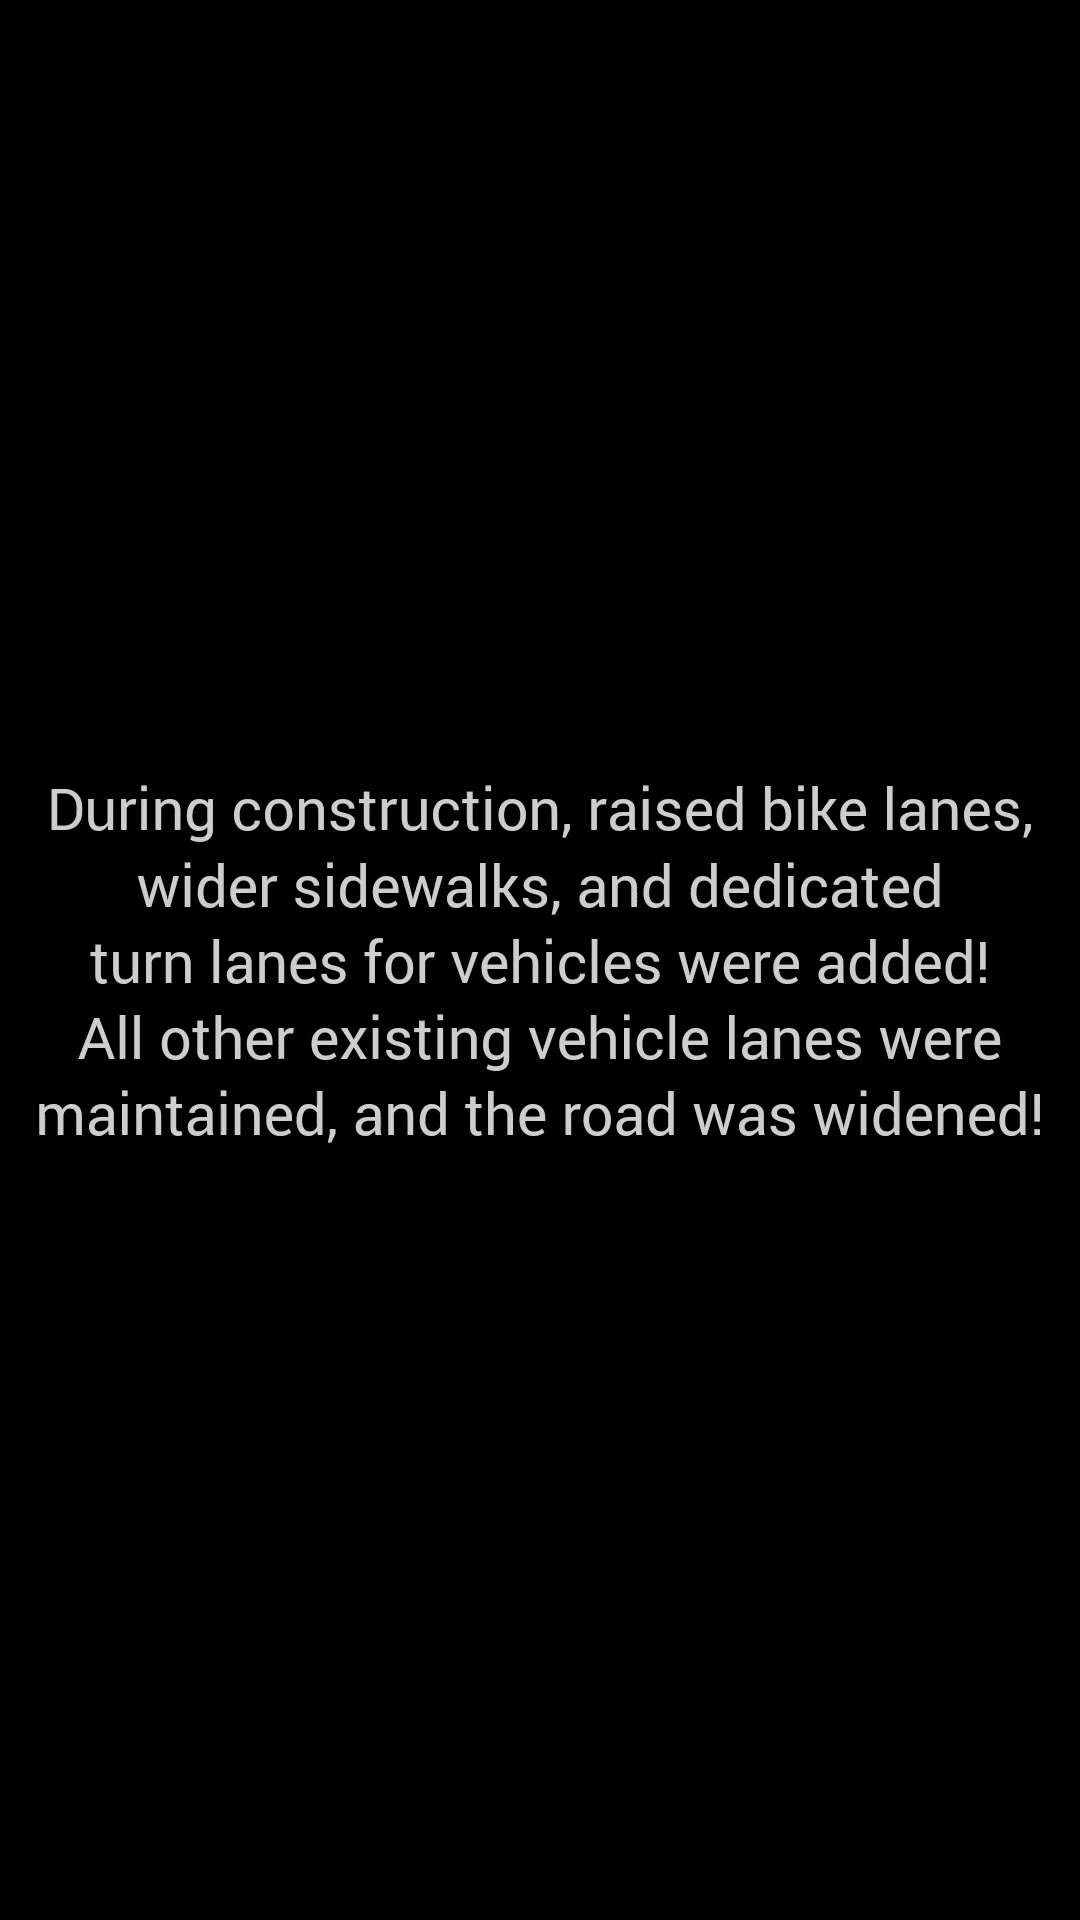 During construction, raised bike lanes,
wider sidewalks, and dedicated
turn lanes for vehicles were added!
All other existing vehicle lanes were
maintained, and the road was widened!